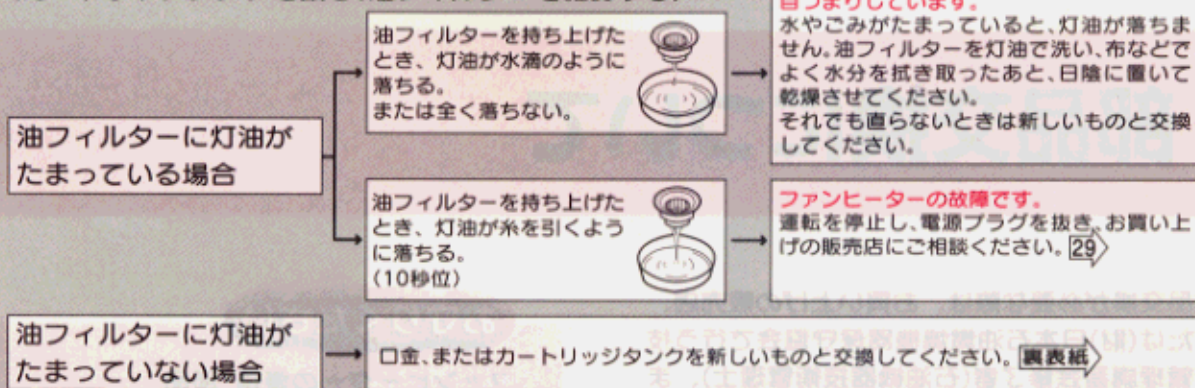 目づまりしています。
油フィルターを持ち上げた
とき、灯油が水滴のように
落ちる。
または全く落ちない。
水やごみがたまっていると、灯油が落ちま
せん。油フィルターを灯油で洗い、布などで
よく水分を拭き取ったあと、日陰に置いて
乾燥させてください。
それでも直らないときは新しいものと交換
してください。
油フィルターに灯油が
たまっている場合
油フィルターを持ち上げた
とき、灯油が糸を引くよう
に落ちる。
(10秒位)
ファンヒーターの故障です。
運転を停止し、電源プラグを抜き、お買い上
げの販売店にご相談ください。29
油フィルターに灯油が
たまっていない場合
口金、またはカートリッジタンクを新しいものと交換してください。裏表紙